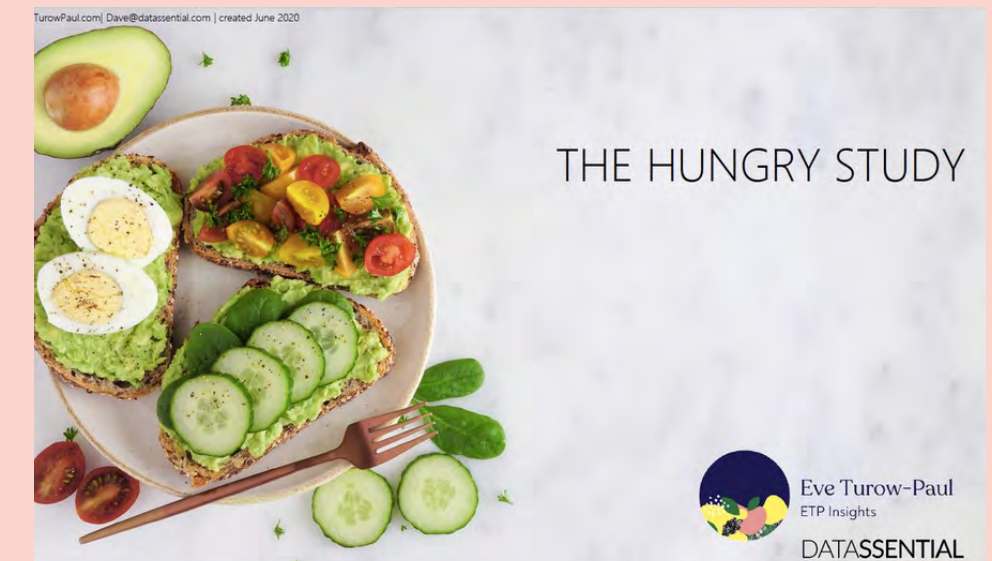 TurowPaul.com| Dave@datassential.com | created June 2020
THE HUNGRY STUDY
Eve Turow-Paul
ETP Insights
DATASSENTIAL